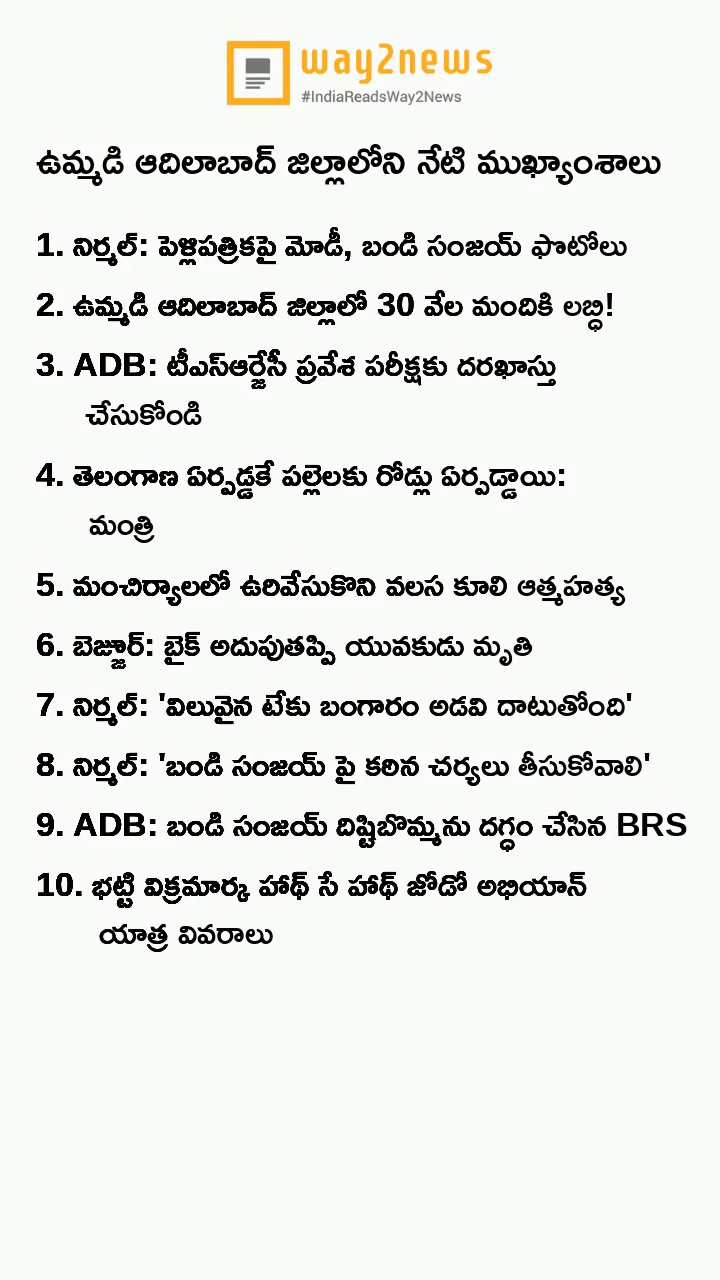 way2news
#IndiaReadsWay2News
ఉమ్మడి ఆదిలాబాద్ జిల్లాలోని నేటి ముఖ్యాంశాలు
1. నిర్మల్: పెళ్లిపత్రికపై మోడీ, బండి సంజయ్ ఫొటోలు
2. ఉమ్మడి ఆదిలాబాద్ జిల్లాలో 30 వేల మందికి లబ్ధి!
3. ADB: టీఎస్ఆర్జేసీ ప్రవేశ పరీక్షకు దరఖాస్తు
చేసుకోండి
4. తెలంగాణ ఏర్పడ్డకే పల్లెలకు రోడ్లు ఏర్పడ్డాయి:
మంత్రి
5. మంచిర్యాలలో ఉరివేసుకొని వలస కూలి ఆత్మహత్య
6. బెజ్జూర్: బైక్ అదుపుతప్పి యువకుడు మృతి
7. నిర్మల్: 'విలువైన టేకు బంగారం అడవి దాటుతోంది'
8. నిర్మల్: 'బండి సంజయ్ పై కఠిన చర్యలు తీసుకోవాలి'
9. ADB: బండి సంజయ్ దిష్టిబొమ్మను దగ్ధం చేసిన BRS
10. భట్టి విక్రమార్క హాథ్ సే హాథ్ జోడో అభియాన్
యాత్ర వివరాలు